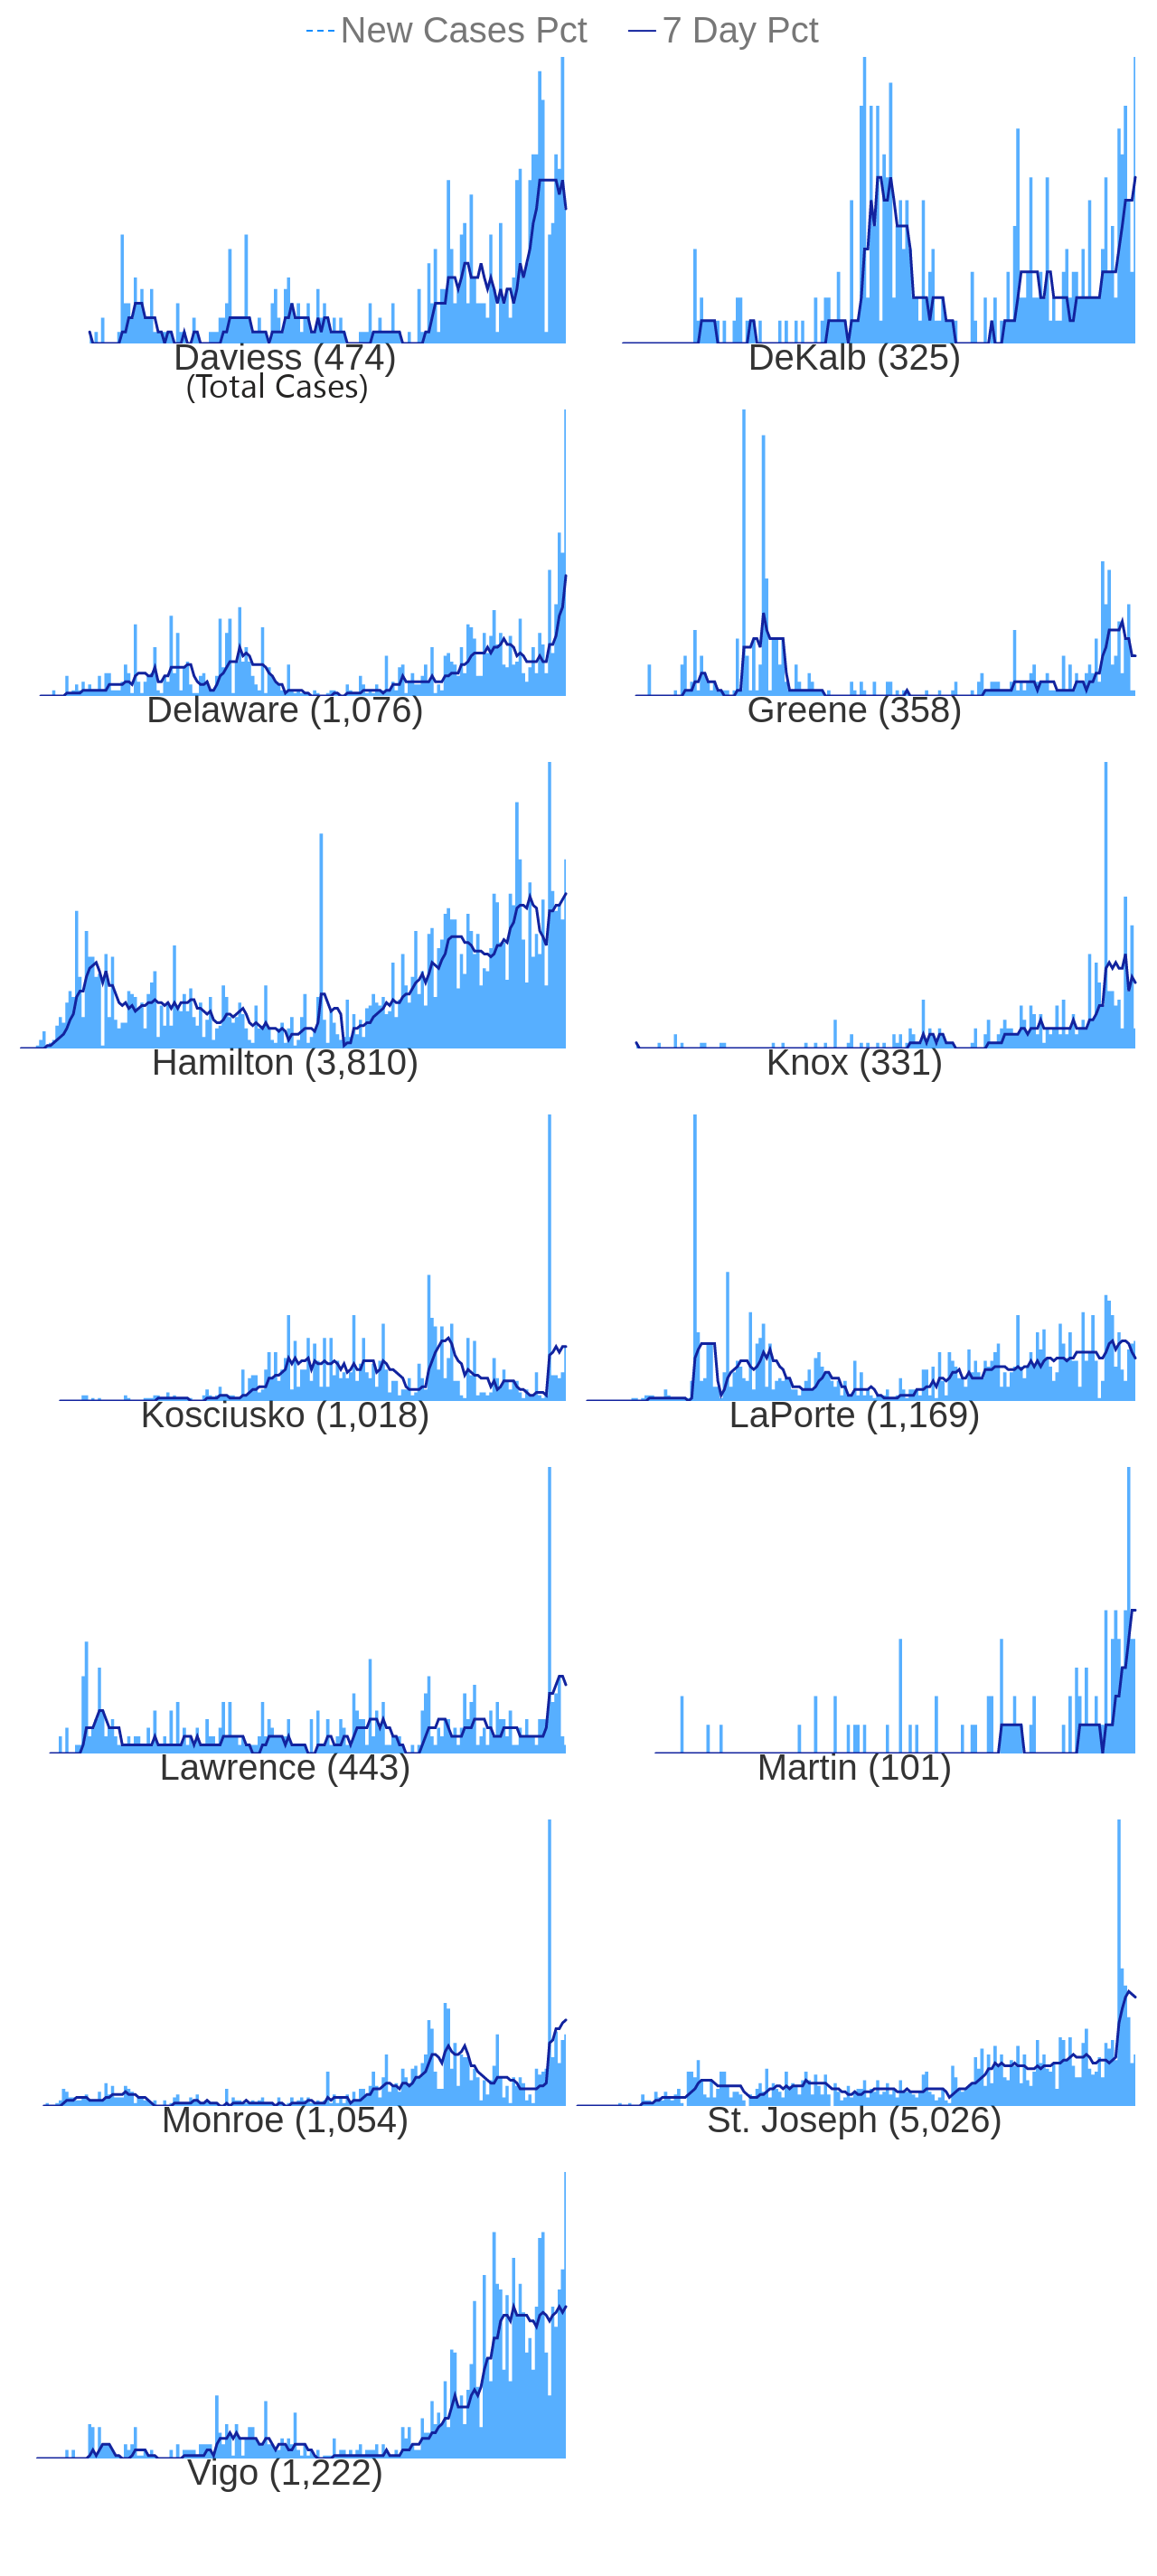 New Cases Pct 7 Day Pct
Daviess (474) DeKalb (325)
(Total Cases)
Delaware (1,076) Greene (358)
Hamilton (3,810) Knox (331)
Kosciusko (1,018) LaPorte (1,169)
Lawrence (443) Martin (101)
Monroe (1,054) St. Joseph (5,026)
Vigo (1,222)